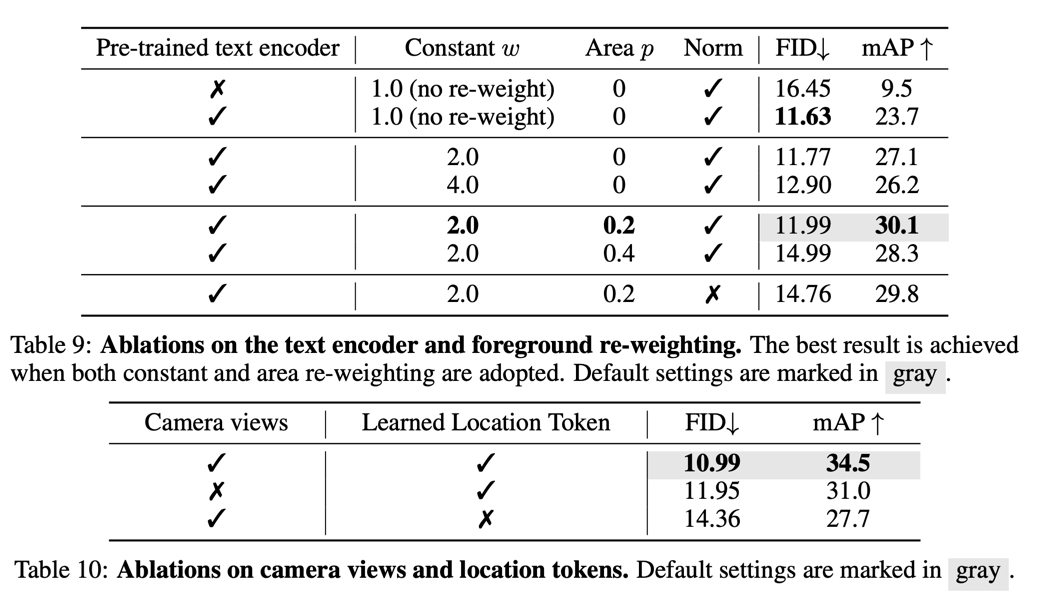 Pre-trained text encoder Constant w Area p Norm FID↓ mAP ↑
✗ 1.0 (no re-weight) 0 ✓ 16.45 9.5
✓ 1.0 (no re-weight) 0 ✓ 11.63 23.7
✓ 2.0 0 ✓ 11.77 27.1
✓ 4.0 0 ✓ 12.90 26.2
✓ 2.0 0.2 ✓ 11.99 30.1
✓ 2.0 0.4 ✓ 14.99 28.3
✓ 2.0 0.2 ✗ 14.76 29.8
Table 9: Ablations on the text encoder and foreground re-weighting. The best result is achieved
when both constant and area re-weighting are adopted. Default settings are marked in gray .
Camera views Learned Location Token FID↓ mAP ↑
✓ ✓ 10.99 34.5
✗ ✓ 11.95 31.0
✓ ✗ 14.36 27.7
Table 10: Ablations on camera views and location tokens. Default settings are marked in gray .